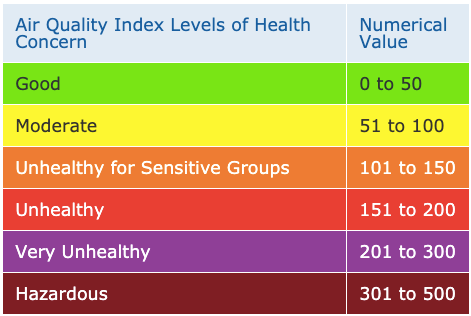 Air Quality Index Levels of Health Numerical
Concern Value
Good 0 to 50
Moderate 51 to 100
Unhealthy for Sensitive Groups 101 to 150
Unhealthy 151 to 200
Very Unhealthy 201 to 300
Hazardous 301 to 500